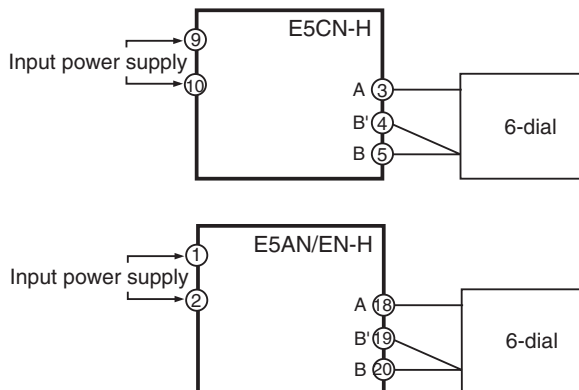 E5CN-H
9
Input power supply
10
A 3
B' 4
B 5
6-dial
E5AN/EN-H
1
Input power supply
2
A 18
B' 19
B 20
6-dial